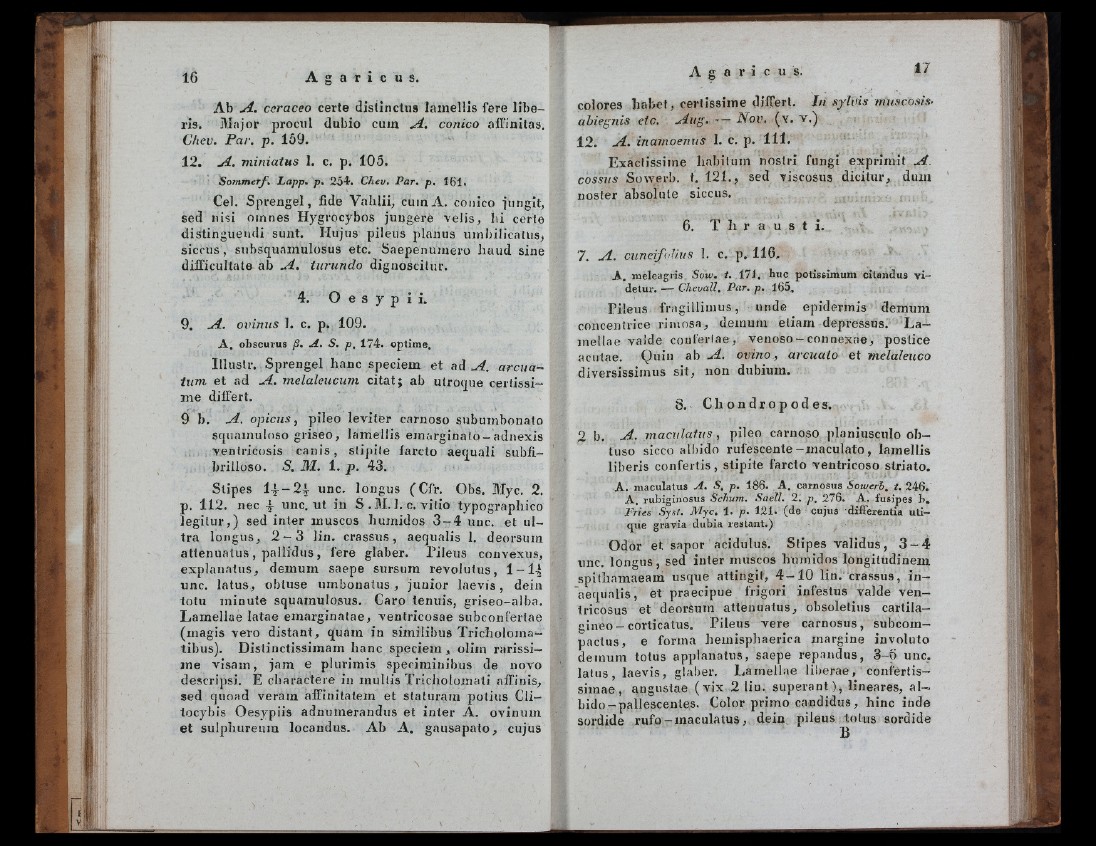 16 Agaricus.
Ab A. ceraceo certe distinctus lamellis fere libe-
ris. Major procul dubio cum A. conico affinitas.
Chev. Par. p. 159.
12. A. miniatus l. c. p. 105.
Sommerf. Lapp. p. 254. Chev. Par. p. 161.
Cel. Sprengel, fide Vahlii, cum A. conico jungit,
sed nisi omnes Hygrocybos jungere velis, hi certo
distinguendi sunt. Hujus pileus planus umbilicatus,
siccus, subsquamulosus etc. Saepenumero haud sine
difficultate ab A. turundo dignoscitur.
4. Oesypii.
9. A. ovinus l. c. p. 109.
A. obscurus β. A. S. p. 174. optime.
Illustr. Sprengel hanc speciem et ad A. arcua-
tum et ad A. melaleucum citat; ab utroque certissi-
me differt.
9 b. A. opicus, pileo leviter carnoso subumbonato
squamuloso griseo, lamellis emarginato-adnexis
ventricosis canis, stipite farcto aequali subfi-
brilloso. S. M. 1. p. 43.
Stipes 1½-2½ unc. longus (Cfr. Obs. Myc. 2.
p. 112. nec ½ unc. ut in S. M. l. c. vitio typographico
legitur,) sed inter muscos humidos 3-4 unc. et ul-
tra longus, 2-3 lin. crassus, aequalis l. deorsum
attenuatus, pallidus, fere glaber. Pileus convexus,
explanatus, demum saepe sursum revolutus, 1-1½
unc. latus, obtuse umbonatus, junior laevis, dein
totu minute squamulosus. Caro tenuis, griseo-alba.
Lamellae latae emarginatae, ventricosae subconfertae
(magis vero distant, quam in similibus Tricholoma-
tibus). Distinctissimam hanc speciem, olim rarissi-
me visam, jam e plurimis speciminibus de novo
descripsi. E charactere in multis Tricholomati affinis,
sed quoad veram affinitatem et staturam potius Cli-
tocybis Oesypiis adnumerandus et inter A. ovinum
et sulphureum locandus. Ab A. gausapato, cujus
Agaricus. 17
colores habet, certissime differt. In sylvis muscosis
abiegnis etc. Aug. — Nov. (v. v.)
12. A. inamoenus l. c. p. 111.
Exactissime habitum nostri fungi exprimit A.
cossus Sowerb. t. 121., sed viscosus dicitur, dum
noster absolute siccus.
6. Thrausti.
7. A. cuneifolius l. c. p. 116.
A. meleagris Sow. t. 171. huc potissimum citandus vi-
detur. — Chevall. Par. p. 165.
Pileus fragillimus, unde epidermis demum
concentrice rimosa, demum etiam depressus. La-
mellae valde confertae, venoso-connexae, postice
acutae. Quin ab A. ovino, arcuato et melaleuco
diversissimus sit, non dubium.
8. Chondropodes.
2 b. A. maculatus, pileo carnoso planiusculo ob-
tuso sicco albido rufescente-maculato, lamellis
liberis confertis, stipite farcto ventricoso striato.
A. maculatus A. S. p. 186. A. carnosus Sowerb. t. 246.
A. rubiginosus Schum. Saell. 2. p. 276. A. fusipes b.
Fries Syst. Myc. 1. p. 121. (de cujus differentia uti-
que gravia dubia restant.)
Odor et sapor acidulus. Stipes validus, 3-4
unc. longus, sed inter muscos humidos longitudinem
spithamaeam usque attingit, 4-10 lin. crassus, in-
aequalis, et praecipue frigori infestus valde ven-
tricosus et deorsum attenuatus, obsoletius cartila-
gineo-corticatus. Pileus vere carnosus, subcom-
pactus, e forma hemisphaerica margine involuto
demum totus applanatus, saepe repandus, 3-5 unc.
latus, laevis, glaber. Lamellae liberae, confertis-
simae, angustae (vix 2 lin. superant), lineares, al-
bido-pallescentes. Color primo candidus, hinc inde
sordide rufo-maculatus, dein pileus totus sordide
B